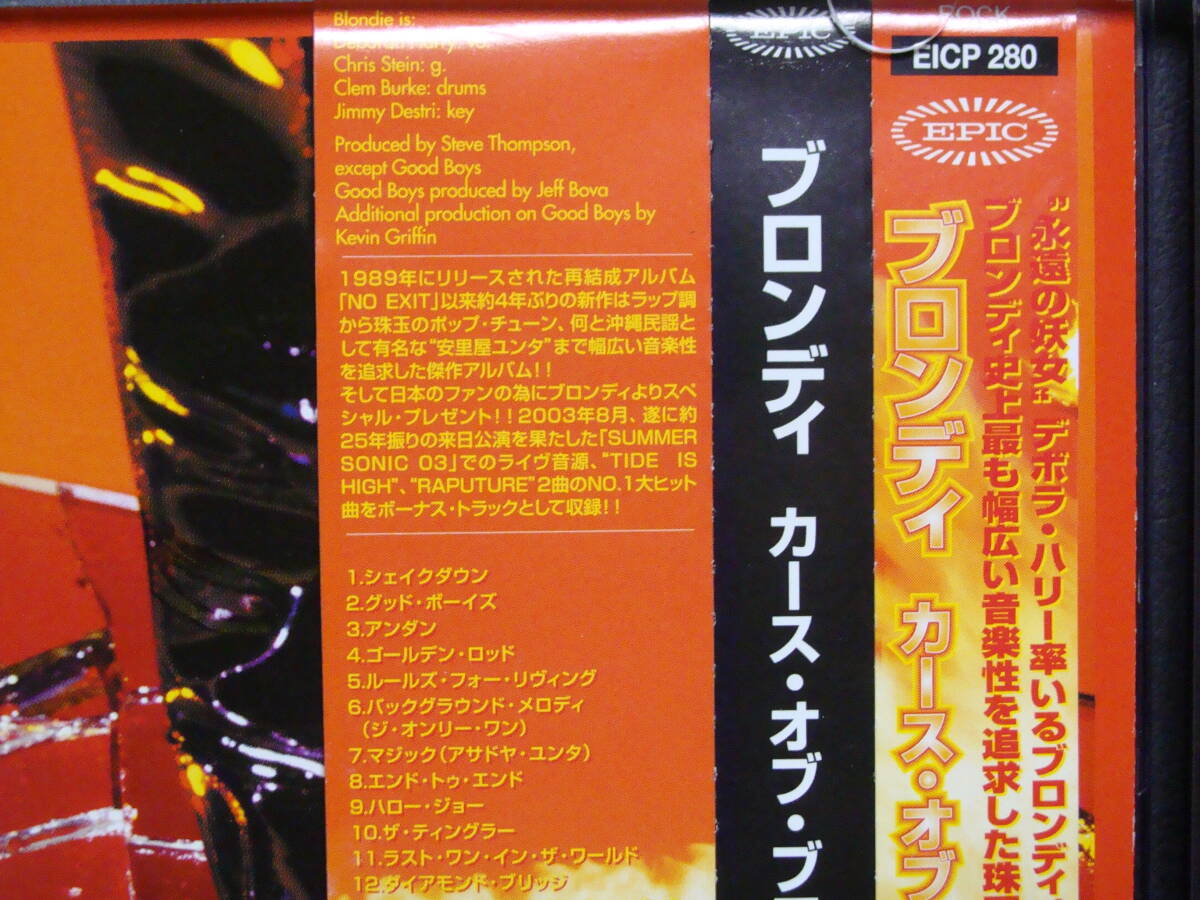 Blondie is:
Deborah Harry: vo.
Chris Stein: g.
Clem Burke: drums
Jimmy Destri: key
Produced by Steve Thompson,
except Good Boys
Good Boys produced by Jeff Bova
Additional production on Good Boys by
Kevin Griffin
1989年にリリースされた再結成アルバム
「NO EXIT」以来約4年ぶりの新作はラップ調
から珠玉のポップ・チューン、何と沖縄民謡と
して有名な“安里屋ユンタ”まで幅広い音楽性
を追求した傑作アルバム!!
そして日本のファンの為にブロンディよりスペ
シャル・プレゼント!!2003年8月、遂に約
25年振りの来日公演を果たした「SUMMER
SONIC 03」でのライヴ音源、“TIDE IS
HIGH”、“RAPUTURE”2曲のNO.1大ヒット
曲をボーナス・トラックとして収録!!
1.シェイクダウン
2.グッド・ボーイズ
3.アンダン
4.ゴールデン・ロッド
5.ルールズ・フォー・リヴィング
6.バックグラウンド・メロディ
(ジ・オンリー・ワン)
7.マジック(アサドヤ・ユンタ)
8.エンド・トゥ・エンド
9.ハロー・ジョー
10.ザ・ティングラー
11.ラスト・ワン・イン・ザ・ワールド
12.ダイアモンド・ブリッジ
EPIC
ブロンディ カース・オブ・ブ
ROCK
EICP 280
EPIC
"永遠の妖女"デボラ・ハリー率いるブロンディ
ブロンディ史上最も幅広い音楽性を追求した珠
ブロンディ カース・オブ